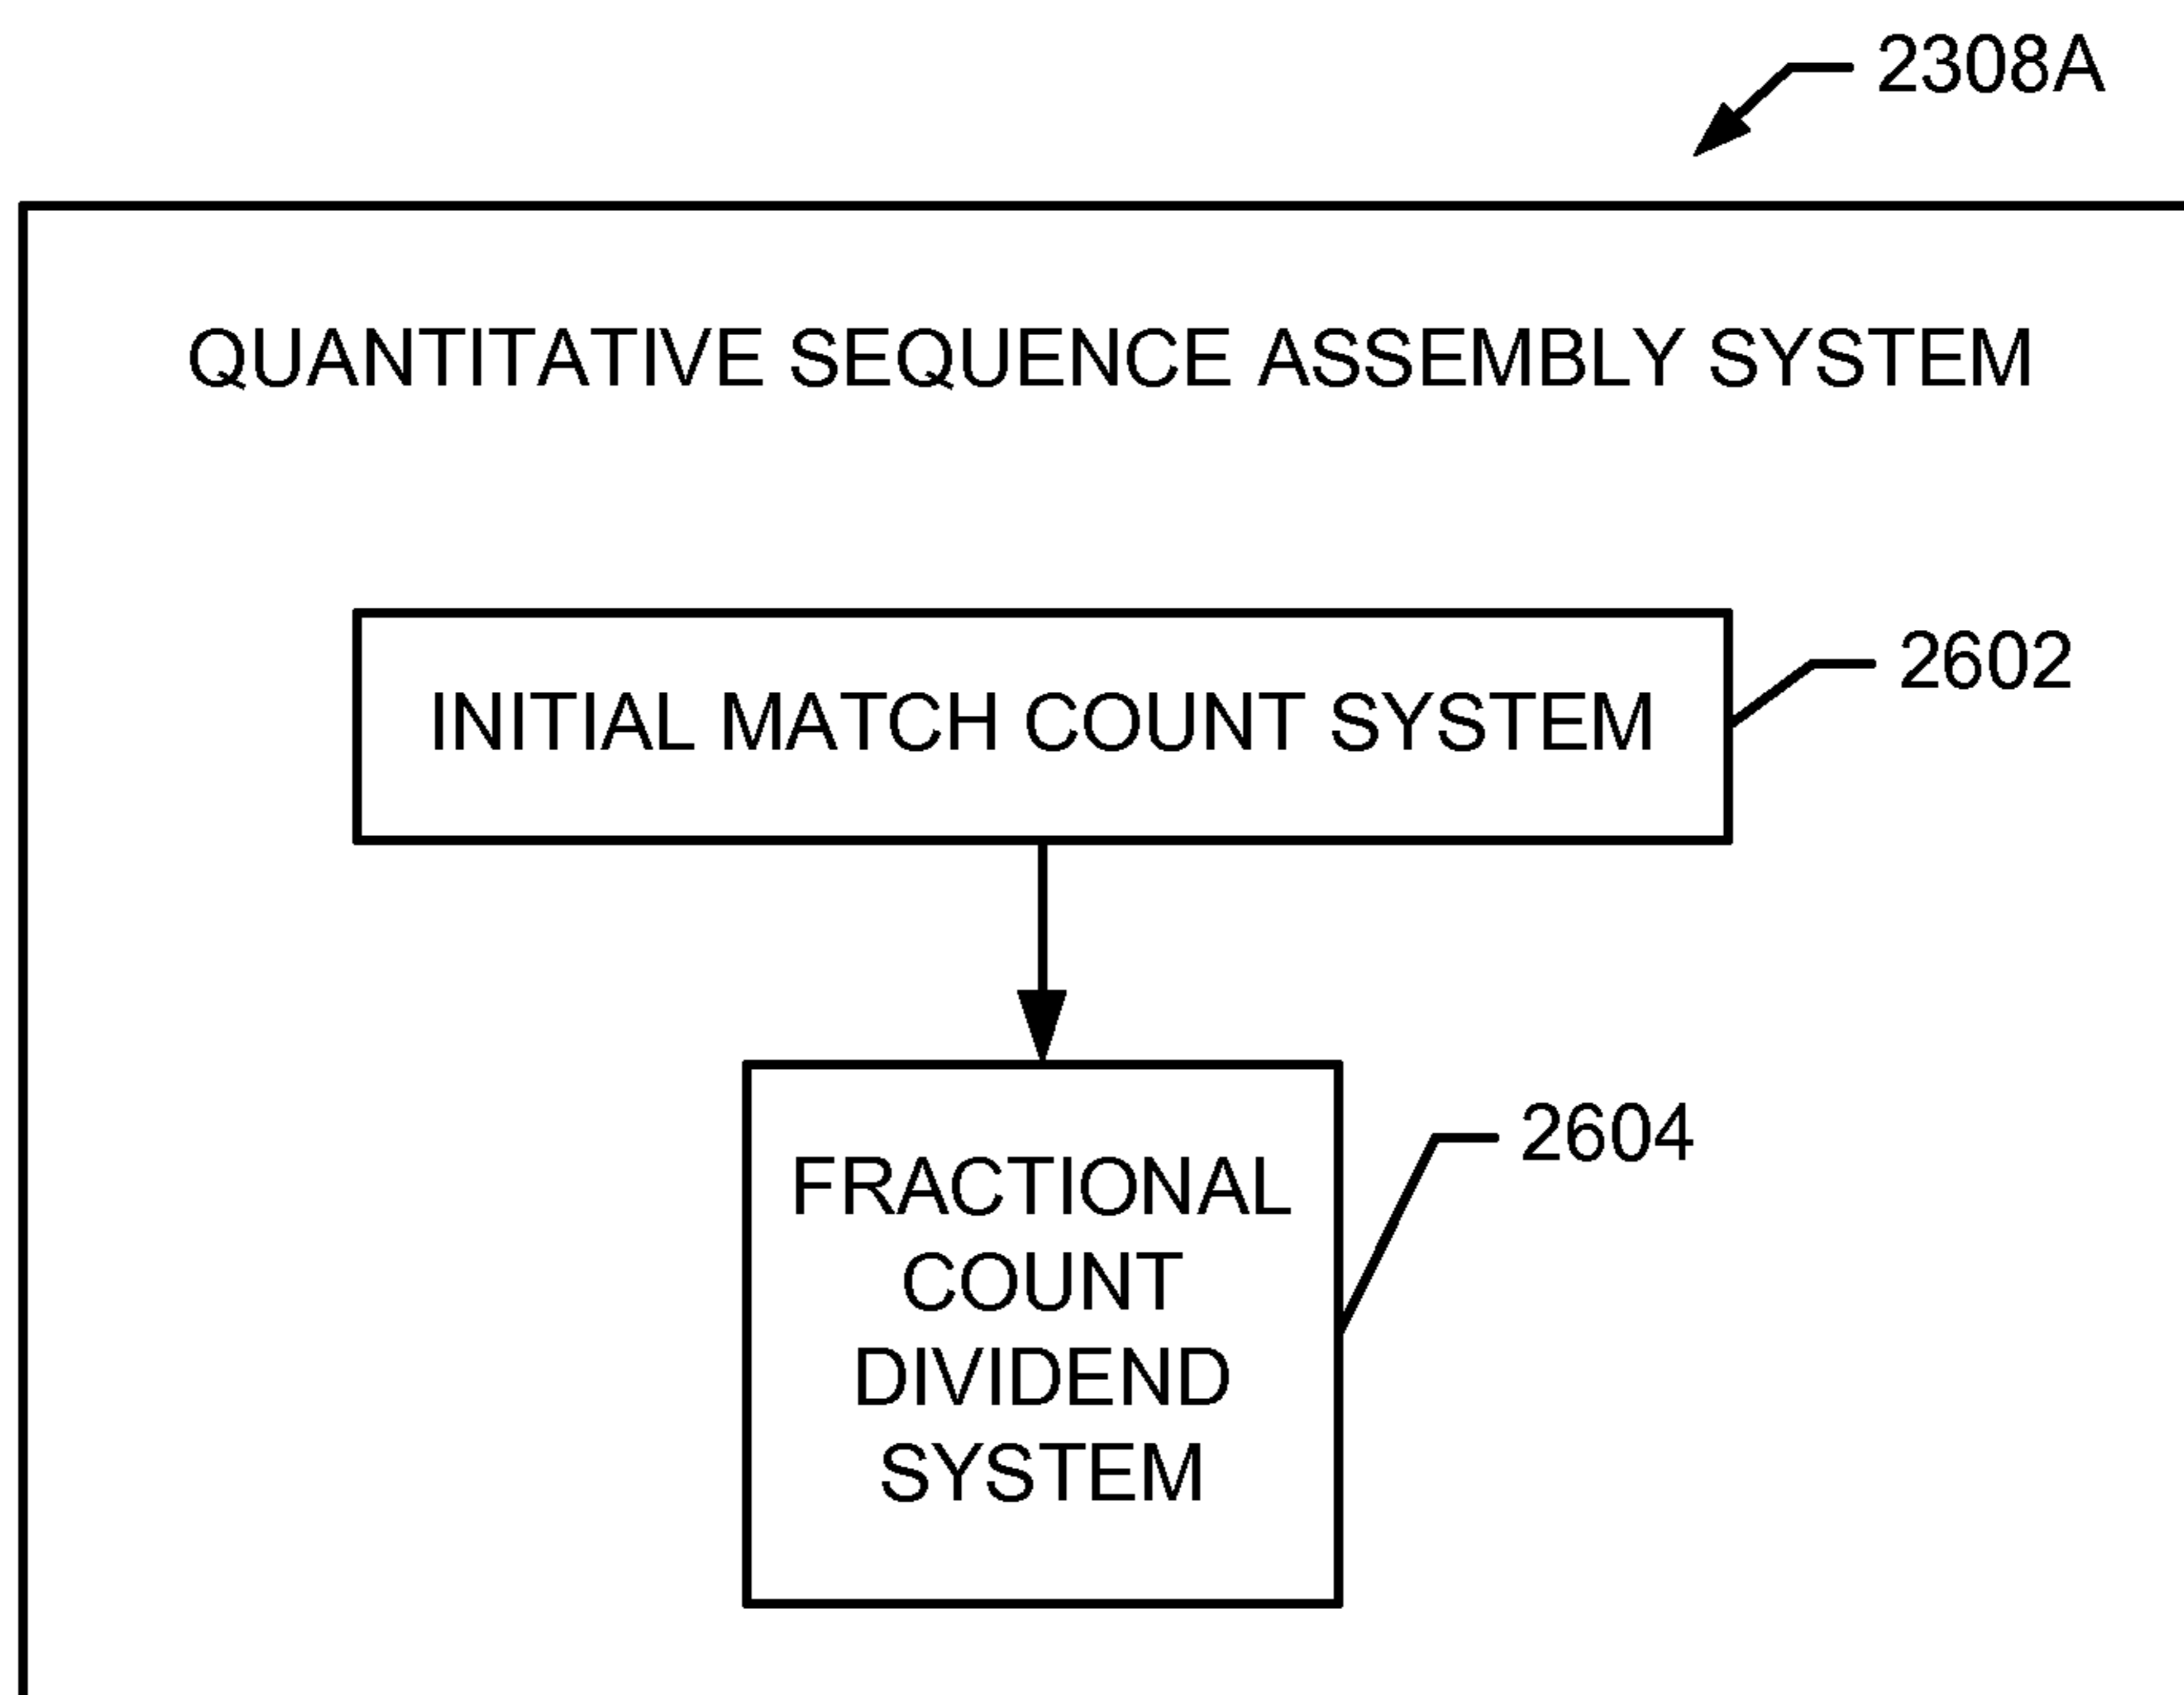 2308A
QUANTITATIVE SEQUENCE ASSEMBLY SYSTEM
INITIAL MATCH COUNT SYSTEM
2602
FRACTIONAL
COUNT
DIVIDEND
SYSTEM
2604